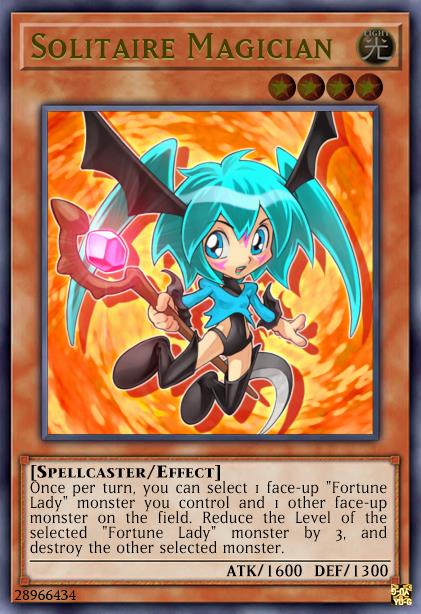 Solitaire Magician
LIGHT
光
[Spellcaster/Effect]
Once per turn, you can select 1 face-up "Fortune
Lady" monster you control and 1 other face-up
monster on the field. Reduce the Level of the
selected "Fortune Lady" monster by 3, and
destroy the other selected monster.
ATK/1600 DEF/1300
28966434